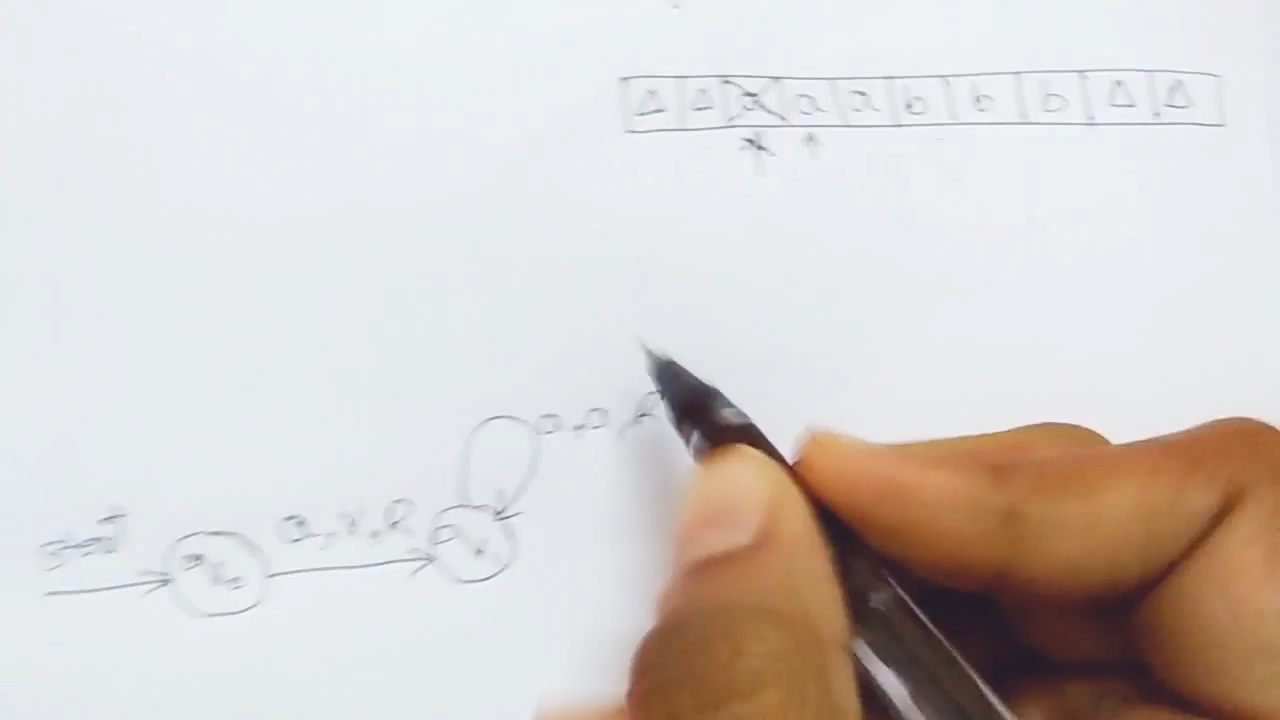 Δ Δ a a a b b b Δ Δ
a, a, R
start q₀ a, x, R q₁